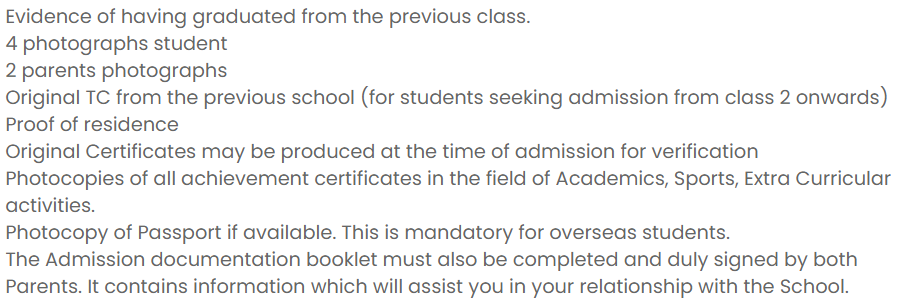 Evidence of having graduated from the previous class.
4 photographs student
2 parents photographs
Original TC from the previous school (for students seeking admission from class 2 onwards)
Proof of residence
Original Certificates may be produced at the time of admission for verification
Photocopies of all achievement certificates in the field of Academics, Sports, Extra Curricular
activities.
Photocopy of Passport if available. This is mandatory for overseas students.
The Admission documentation booklet must also be completed and duly signed by both
Parents. It contains information which will assist you in your relationship with the School.